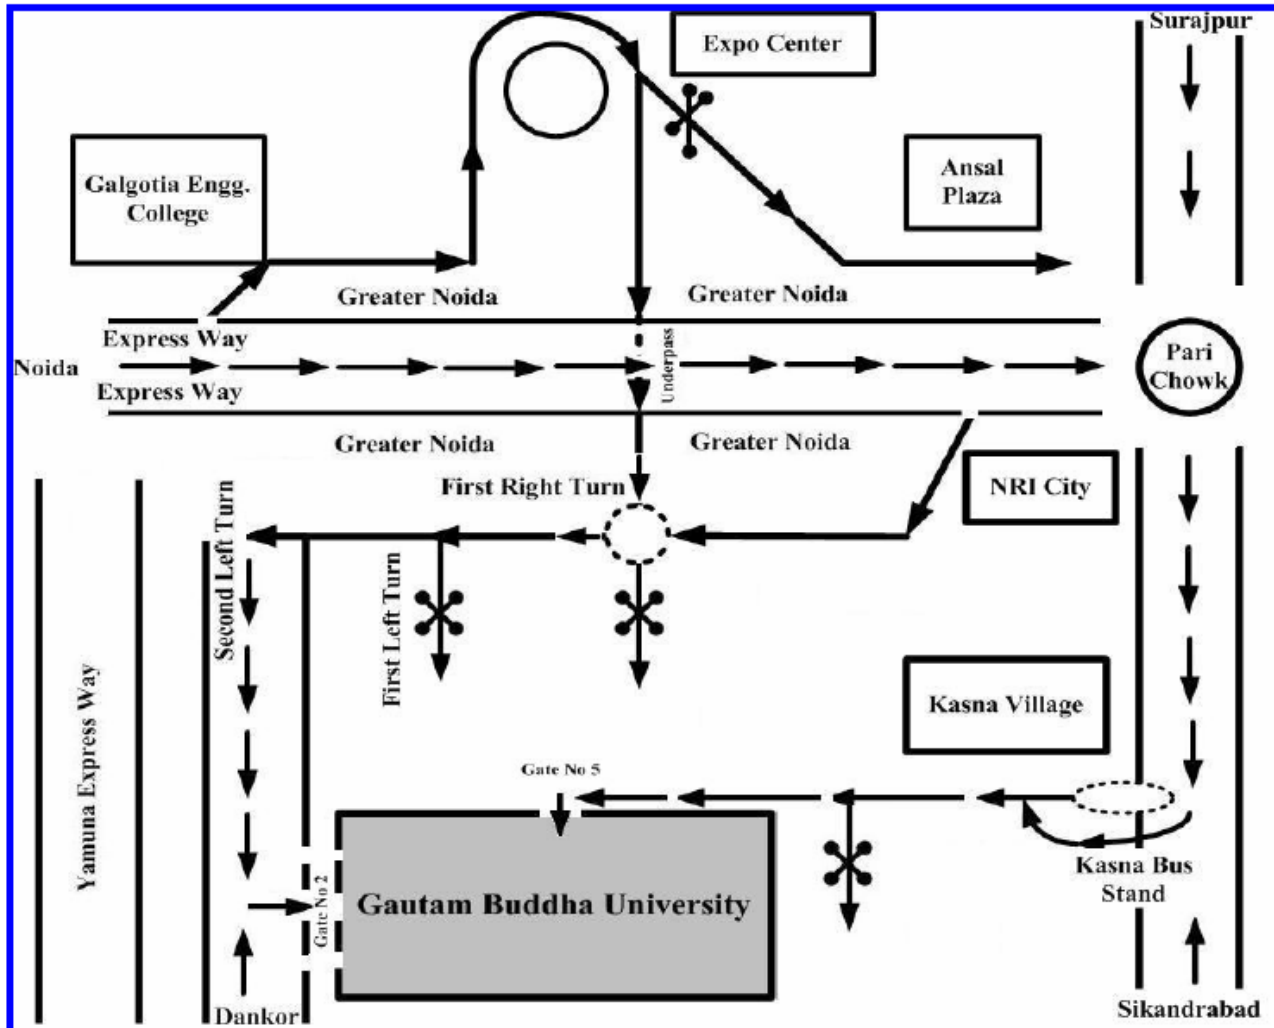 Surajpur
Expo Center
Ansal
Plaza
Galgotia Engg.
College
Greater Noida
Greater Noida
Express Way
Noida
Express Way
Underpass
Pari
Chowk
Greater Noida
Greater Noida
First Right Turn
NRI City
Second Left Turn
First Left Turn
Yamuna Express Way
Kasna Village
Gate No 5
Kasna Bus
Stand
Gate No 2
Gautam Buddha University
Dankor
Sikandrabad